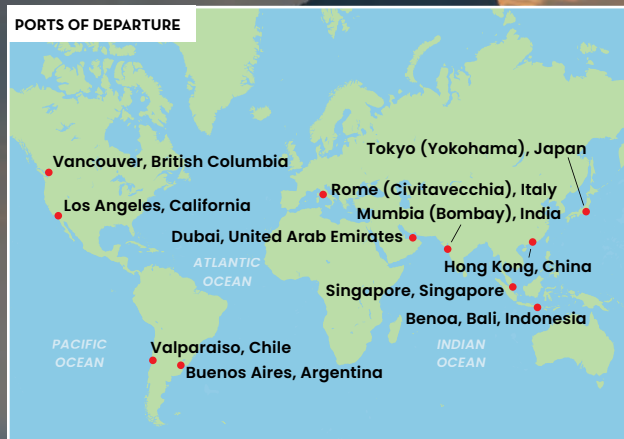 PORTS OF DEPARTURE
Tokyo (Yokohama), Japan
Vancouver, British Columbia
Rome (Civitavecchia), Italy
Los Angeles, California
Mumbia (Bombay), India
Dubai, United Arab Emirates
ATLANTIC
OCEAN
Hong Kong, China
Singapore, Singapore
Benoa, Bali, Indonesia
PACIFIC
OCEAN
Valparaiso, Chile
INDIAN
OCEAN
Buenos Aires, Argentina